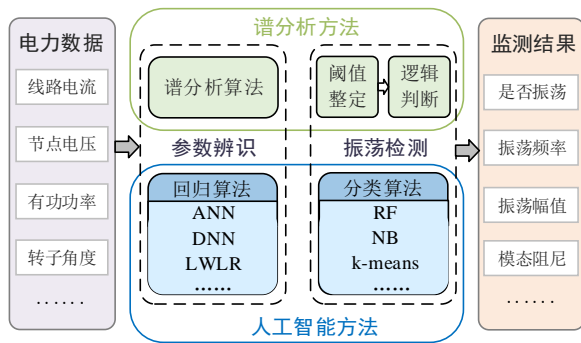 电力数据
线路电流
节点电压
有功功率
转子角度
……
谱分析方法
谱分析算法
阈值
整定
逻辑
判断
参数辨识
振荡检测
回归算法
ANN
DNN
LWLR
……
分类算法
RF
NB
k-means
……
人工智能方法
监测结果
是否振荡
振荡频率
振荡幅值
模态阻尼
……